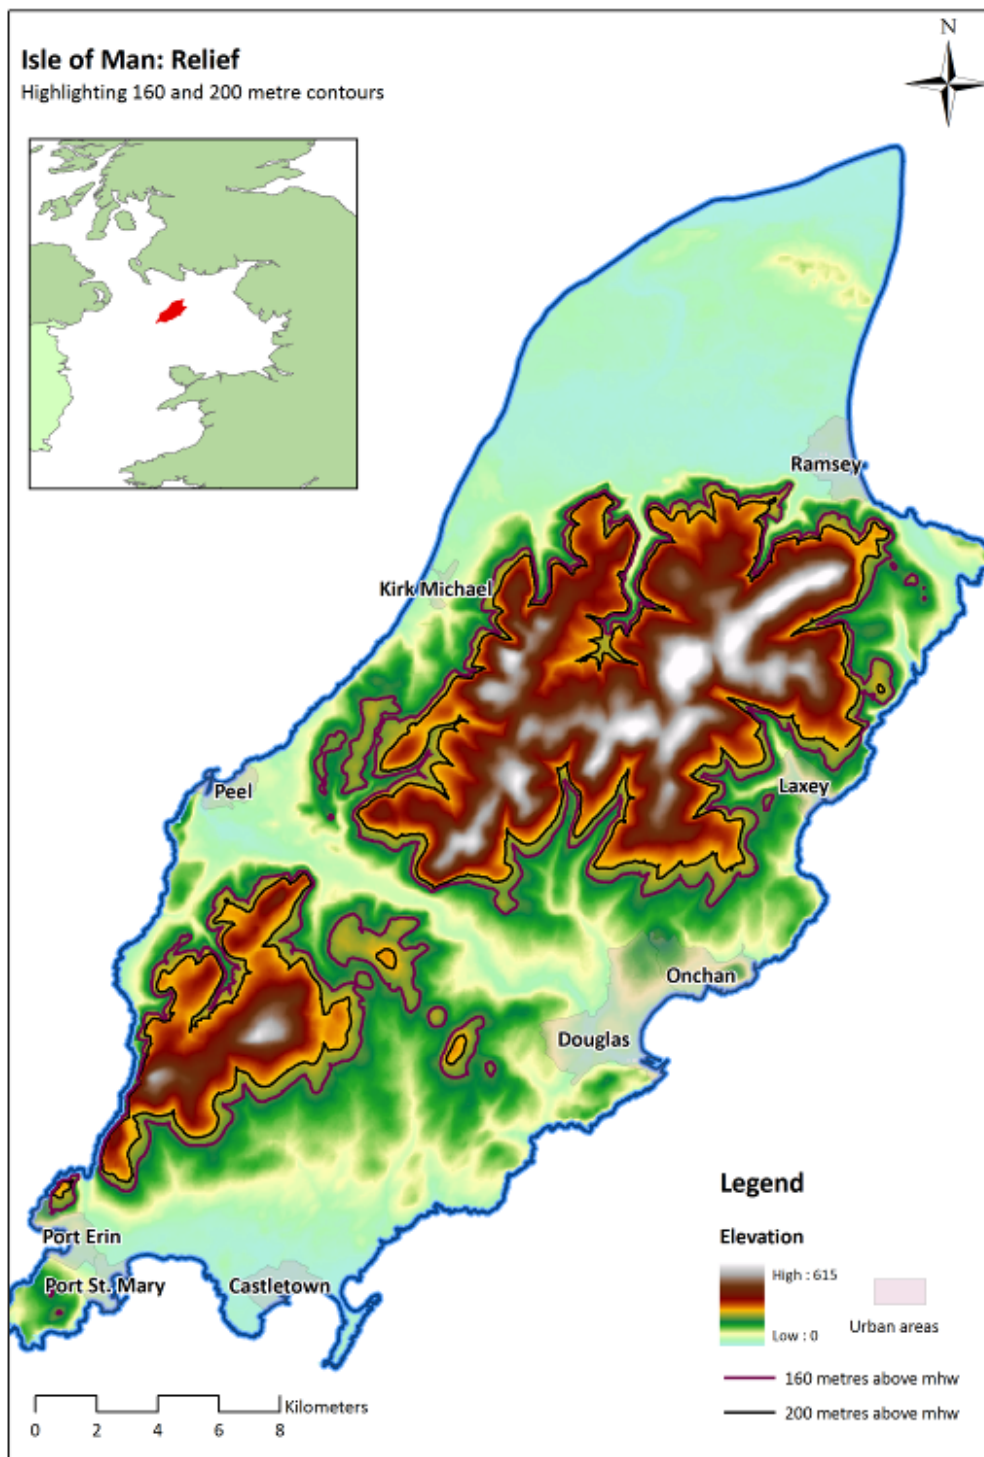 N
Isle of Man: Relief
Highlighting 160 and 200 metre contours
Ramsey
Kirk Michael
Peel
Laxey
Onchan
Douglas
Port Erin
Port St. Mary
Castletown
Legend
Elevation
High : 615
Low : 0
Urban areas
160 metres above mhw
200 metres above mhw
Kilometers
0 2 4 6 8